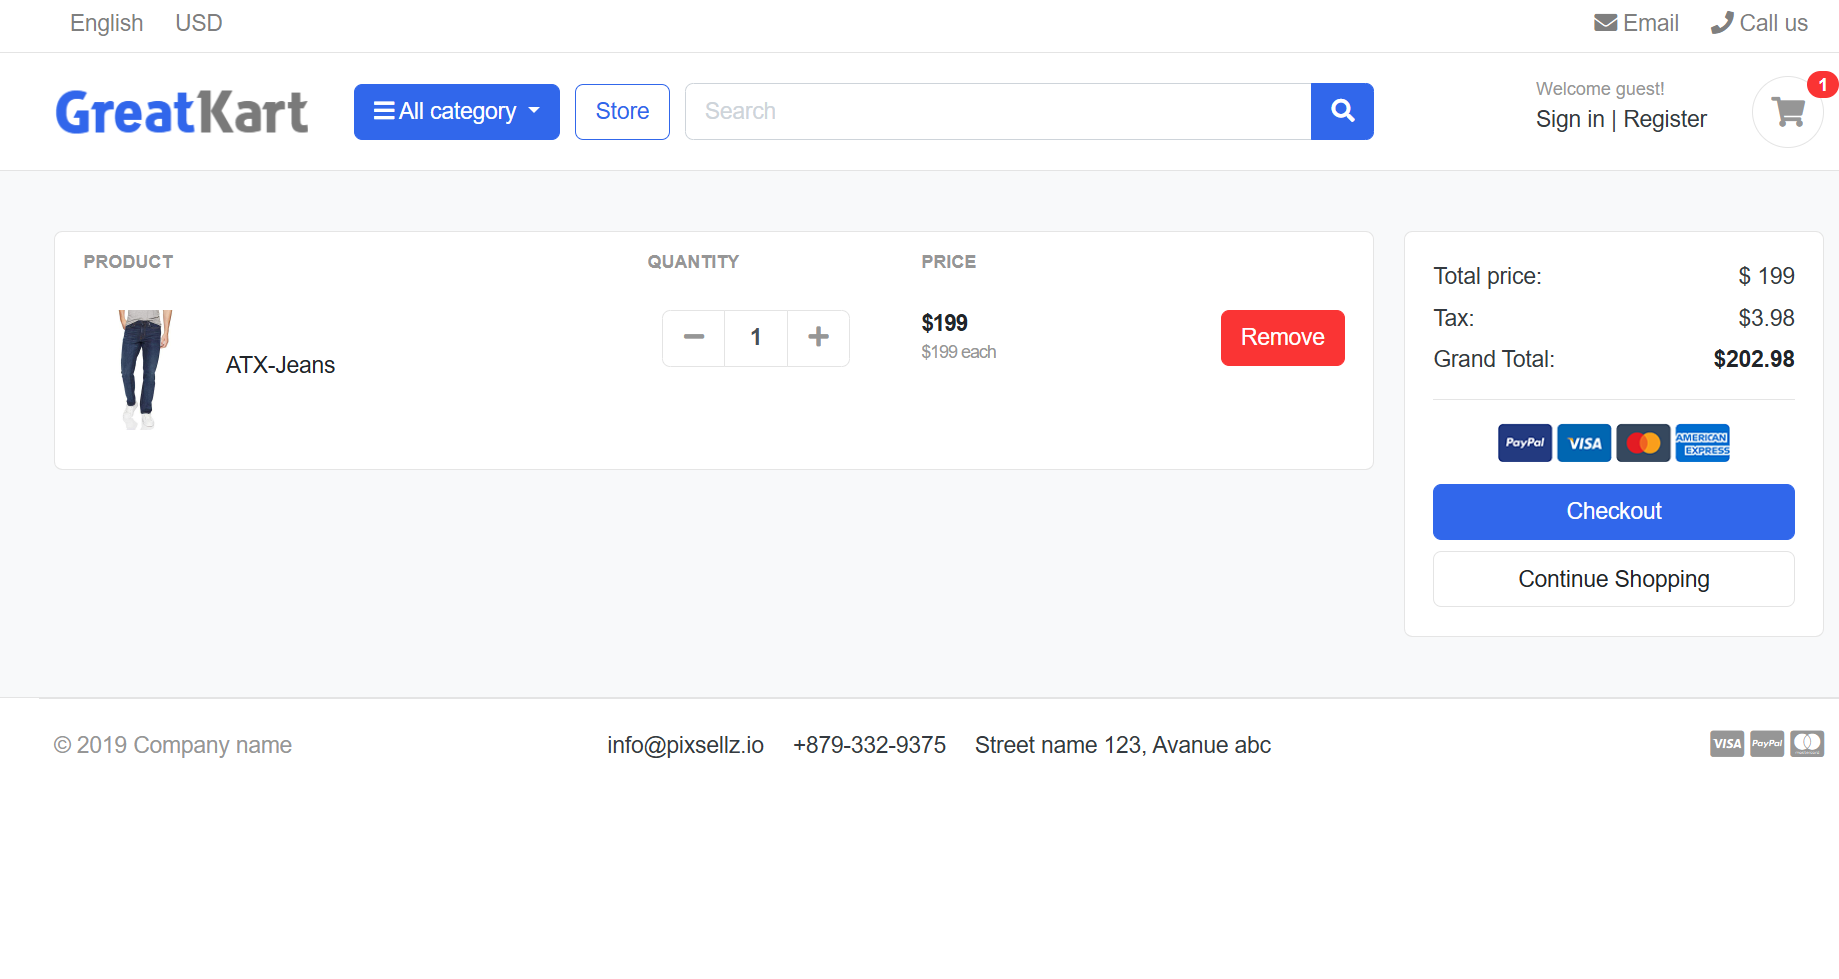 English USD Email Call us
GreatKart All category Store Search Welcome guest!
Sign in | Register
1
PRODUCT QUANTITY PRICE
ATX-Jeans
1
$199
$199 each
Remove
Total price: $ 199
Tax: $3.98
Grand Total: $202.98
PayPal VISA AMERICAN EXPRESS
Checkout
Continue Shopping
© 2019 Company name info@pixsellz.io +879-332-9375 Street name 123, Avanue abc VISA PayPal